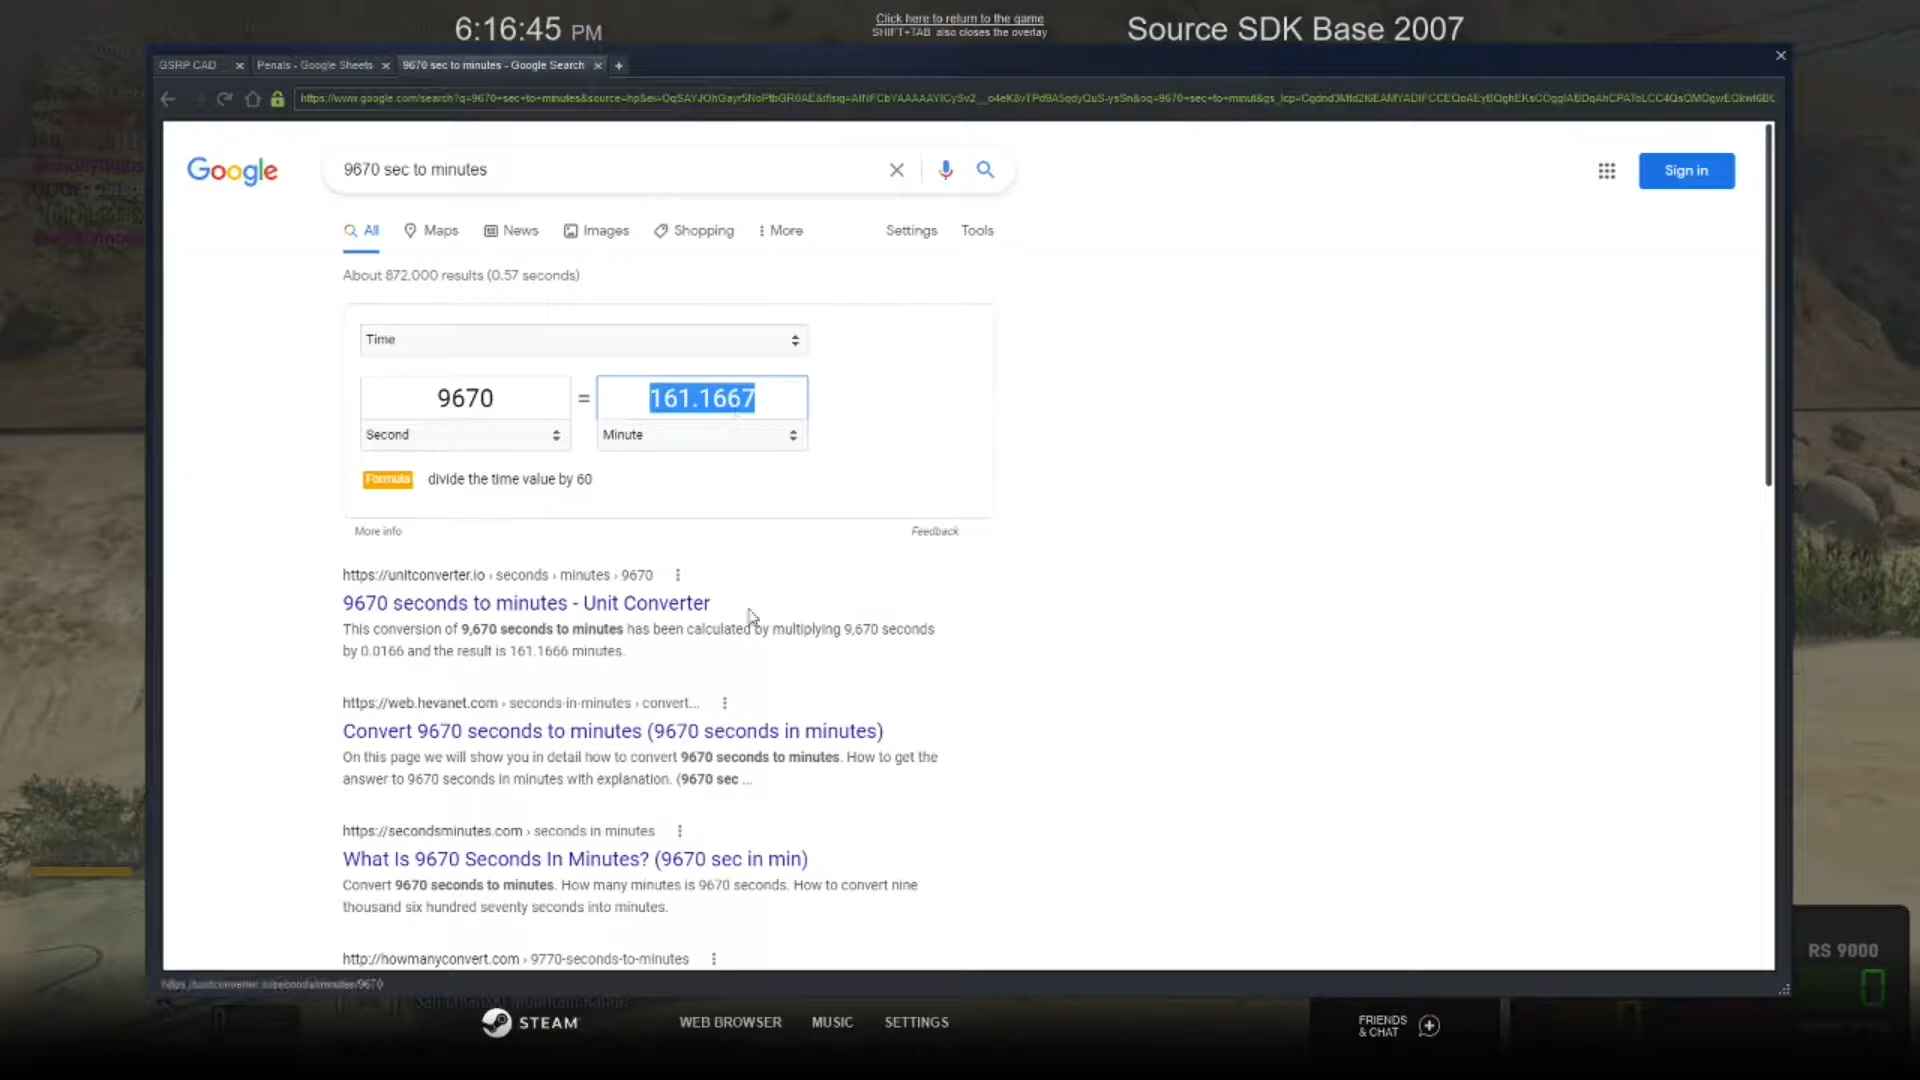 6:16:45 PM
Click here to return to the game
SHIFT+TAB also closes the overlay
Source SDK Base 2007
GSRP CAD
Penals - Google Sheets
9670 sec to minutes - Google Search
Google
9670 sec to minutes
Sign in
All
Maps
News
Images
Shopping
More
Settings
Tools
About 872,000 results (0.57 seconds)
Time
9670
=
161.1667
Second
Minute
Formula
divide the time value by 60
More info
Feedback
https://unitconverter.io › seconds › minutes › 9670
9670 seconds to minutes - Unit Converter
This conversion of 9,670 seconds to minutes has been calculated by multiplying 9,670 seconds
by 0.0166 and the result is 161.1666 minutes.
https://web.hevanet.com › seconds-in-minutes › convert...
Convert 9670 seconds to minutes (9670 seconds in minutes)
On this page we will show you in detail how to convert 9670 seconds to minutes. How to get the
answer to 9670 seconds in minutes with explanation. (9670 sec ...
https://secondsminutes.com › seconds in minutes
What Is 9670 Seconds In Minutes? (9670 sec in min)
Convert 9670 seconds to minutes. How many minutes is 9670 seconds. How to convert nine
thousand six hundred seventy seconds into minutes.
http://howmanyconvert.com › 9770-seconds-to-minutes
RS 9000
0
STEAM
WEB BROWSER
MUSIC
SETTINGS
FRIENDS
& CHAT